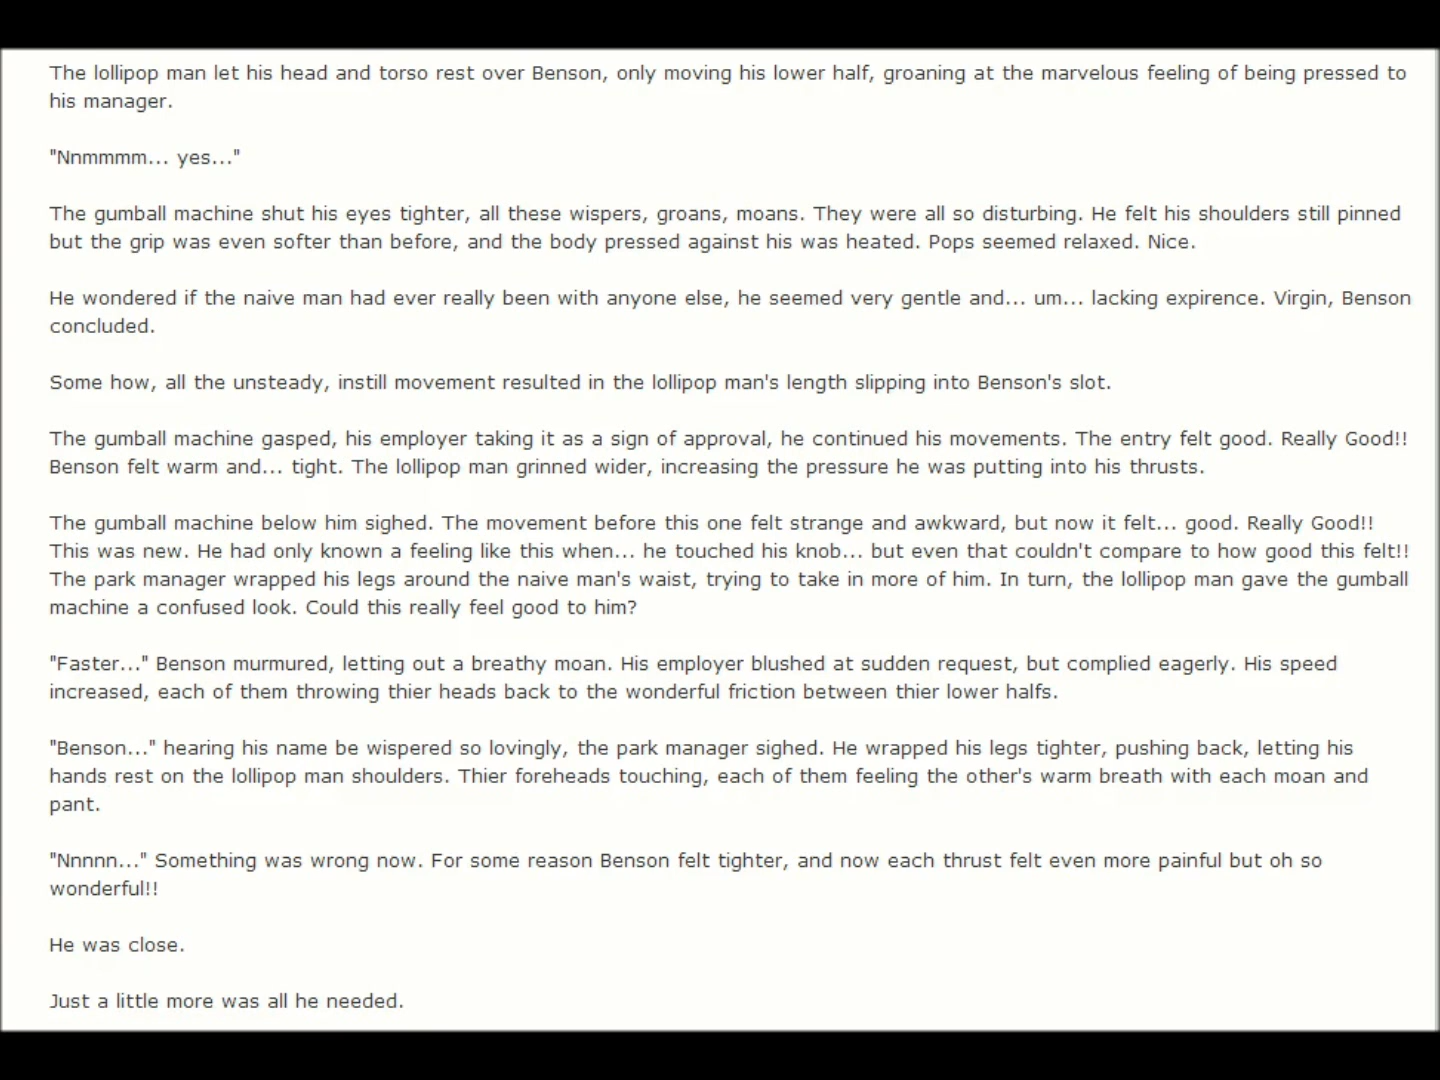 The lollipop man let his head and torso rest over Benson, only moving his lower half, groaning at the marvelous feeling of being pressed to
his manager.
"Nnmmmm... yes..."
The gumball machine shut his eyes tighter, all these wispers, groans, moans. They were all so disturbing. He felt his shoulders still pinned
but the grip was even softer than before, and the body pressed against his was heated. Pops seemed relaxed. Nice.
He wondered if the naive man had ever really been with anyone else, he seemed very gentle and... um... lacking expirence. Virgin, Benson
concluded.
Some how, all the unsteady, instill movement resulted in the lollipop man's length slipping into Benson's slot.
The gumball machine gasped, his employer taking it as a sign of approval, he continued his movements. The entry felt good. Really Good!!
Benson felt warm and... tight. The lollipop man grinned wider, increasing the pressure he was putting into his thrusts.
The gumball machine below him sighed. The movement before this one felt strange and awkward, but now it felt... good. Really Good!!
This was new. He had only known a feeling like this when... he touched his knob... but even that couldn't compare to how good this felt!!
The park manager wrapped his legs around the naive man's waist, trying to take in more of him. In turn, the lollipop man gave the gumball
machine a confused look. Could this really feel good to him?
"Faster..." Benson murmured, letting out a breathy moan. His employer blushed at sudden request, but complied eagerly. His speed
increased, each of them throwing thier heads back to the wonderful friction between thier lower halfs.
"Benson..." hearing his name be wispered so lovingly, the park manager sighed. He wrapped his legs tighter, pushing back, letting his
hands rest on the lollipop man shoulders. Thier foreheads touching, each of them feeling the other's warm breath with each moan and
pant.
"Nnnnn..." Something was wrong now. For some reason Benson felt tighter, and now each thrust felt even more painful but oh so
wonderful!!
He was close.
Just a little more was all he needed.